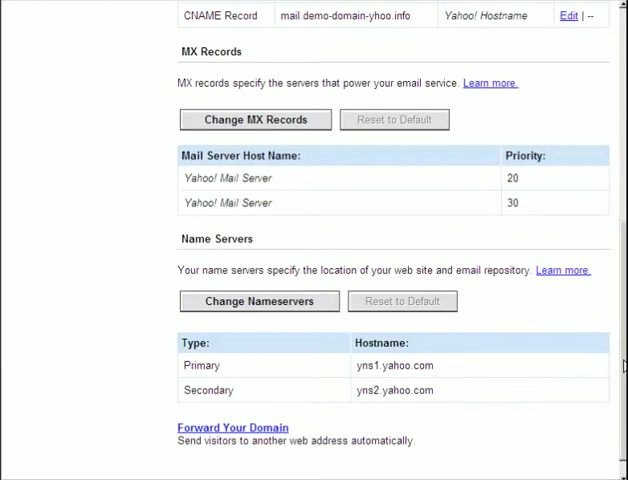 CNAME Record mail.demo-domain-yhoo.info Yahoo! Hostname Edit | --
MX Records
MX records specify the servers that power your email service. Learn more.
Change MX Records Reset to Default
Mail Server Host Name: Priority:
Yahoo! Mail Server 20
Yahoo! Mail Server 30
Name Servers
Your name servers specify the location of your web site and email repository. Learn more.
Change Nameservers Reset to Default
Type: Hostname:
Primary yns1.yahoo.com
Secondary yns2.yahoo.com
Forward Your Domain
Send visitors to another web address automatically.